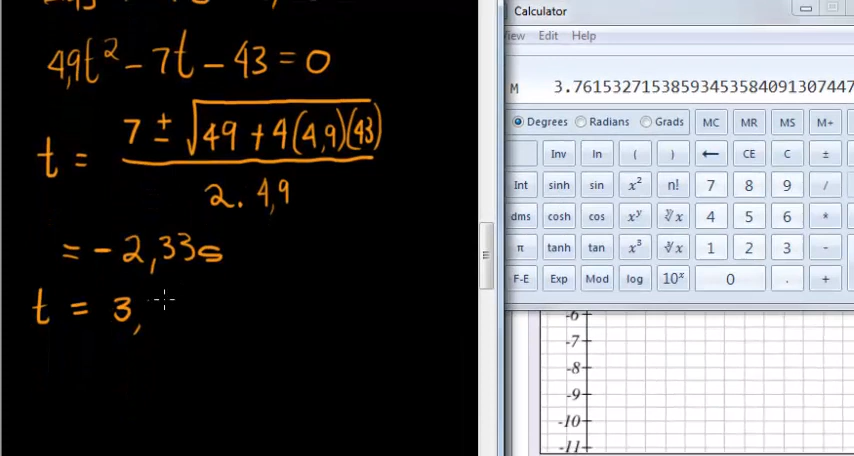 4,9t² - 7t - 43 = 0
t = (7 ± √(49 + 4(4,9)(43))) / (2. 4,9)
= - 2,33s
t = 3,
Calculator
View Edit Help
M 3.761532715385934535840913074 47
Degrees Radians Grads MC MR MS M+
Inv ln ( ) ← CE C ±
Int sinh sin x² n! 7 8 9 /
dms cosh cos xʸ ʸ√x 4 5 6 *
π tanh tan x³ ³√x 1 2 3 -
F-E Exp Mod log 10ˣ 0 . +
-6
-7
-8
-9
-10
-11